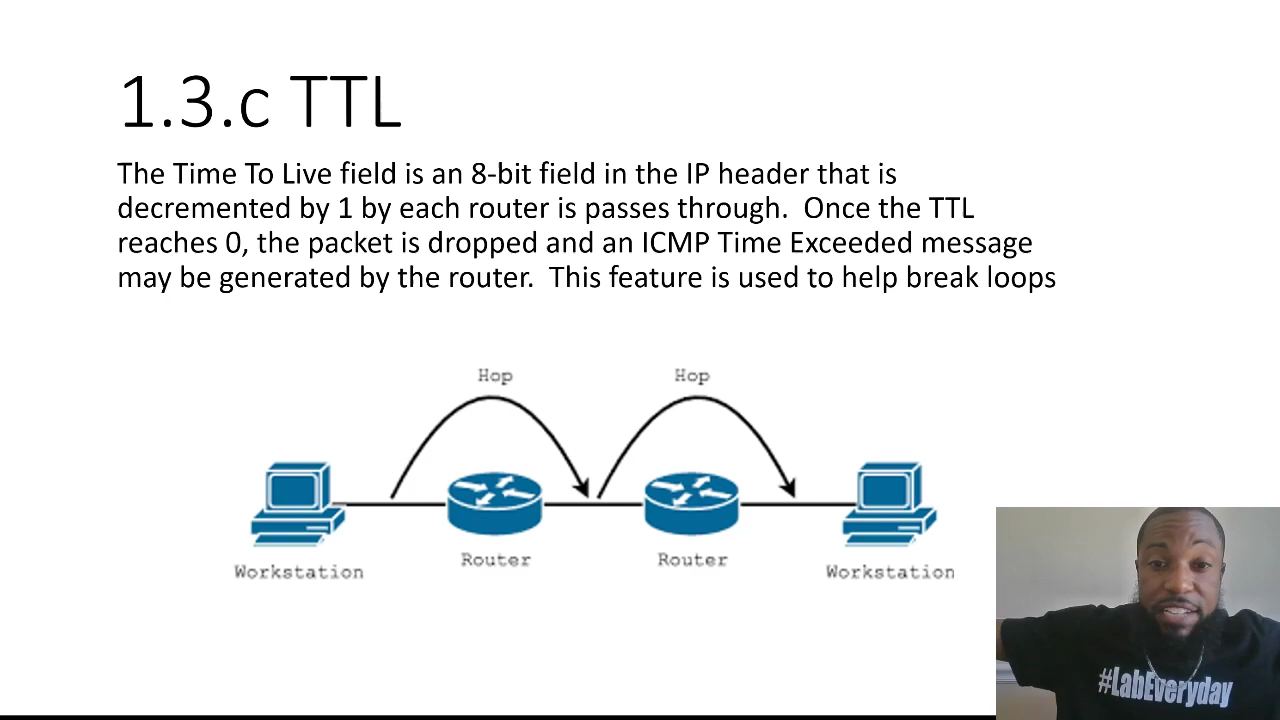 1.3.c TTL
The Time To Live field is an 8-bit field in the IP header that is
decremented by 1 by each router is passes through.  Once the TTL
reaches 0, the packet is dropped and an ICMP Time Exceeded message
may be generated by the router.  This feature is used to help break loops
Hop
Hop
Router
Router
Workstation
Workstation
#LabEveryday